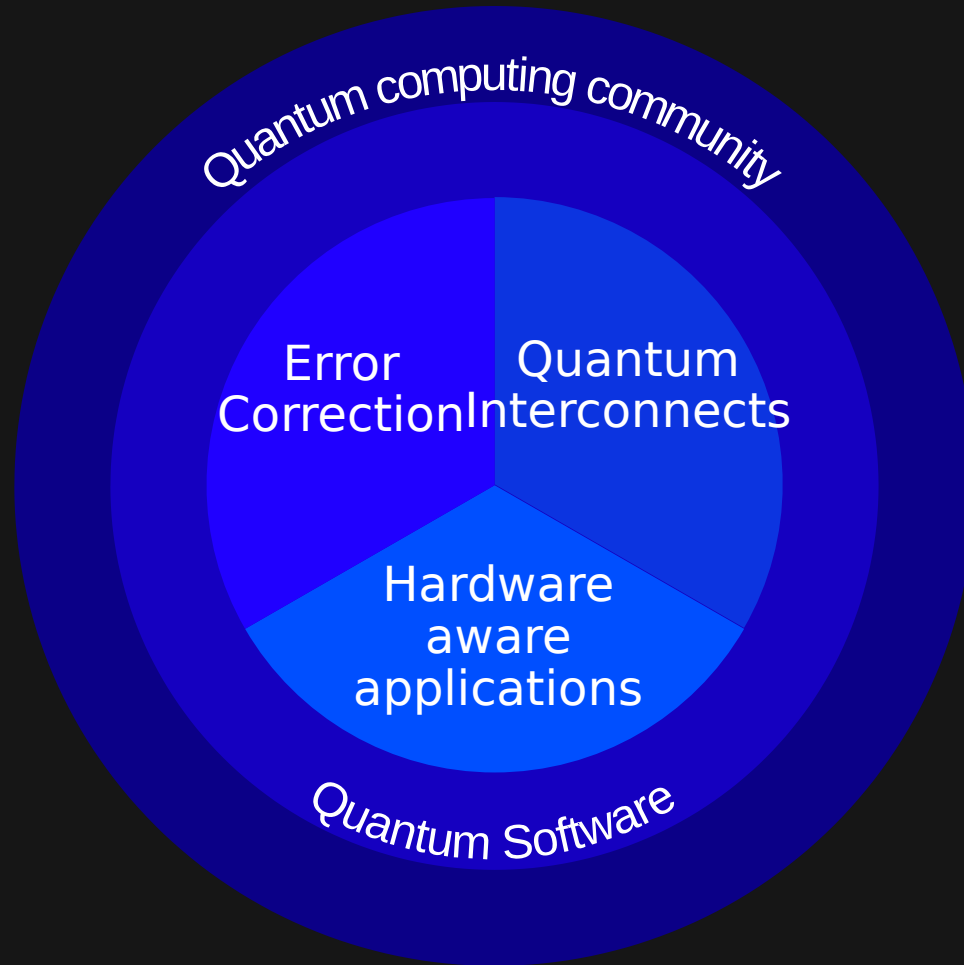 Quantum computing community
Error
Correction
Quantum
Interconnects
Hardware
aware
applications
Quantum Software